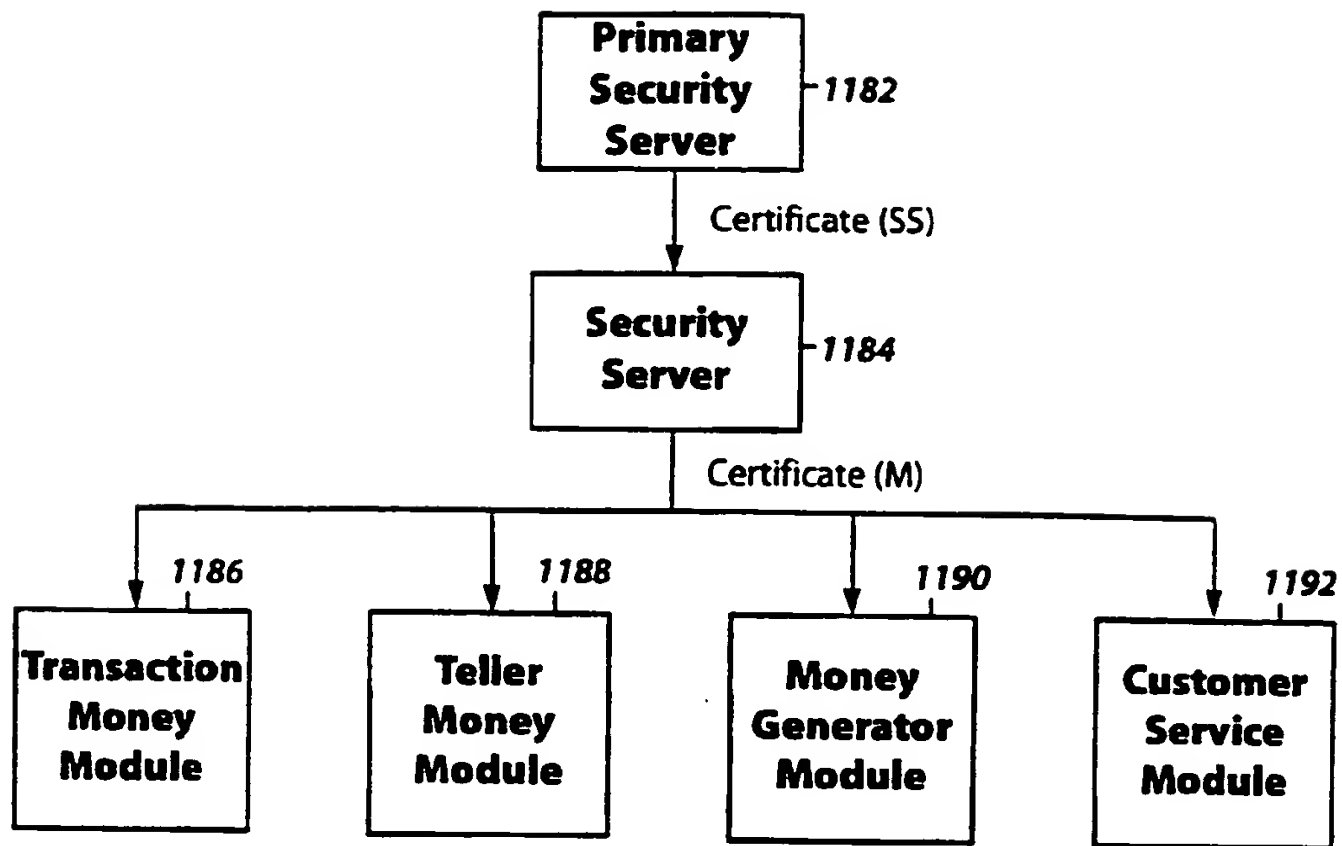 Primary
Security
Server
1182
Certificate (SS)
Security
Server
1184
Certificate (M)
1186
1188
1190
1192
Transaction
Money
Module
Teller
Money
Module
Money
Generator
Module
Customer
Service
Module